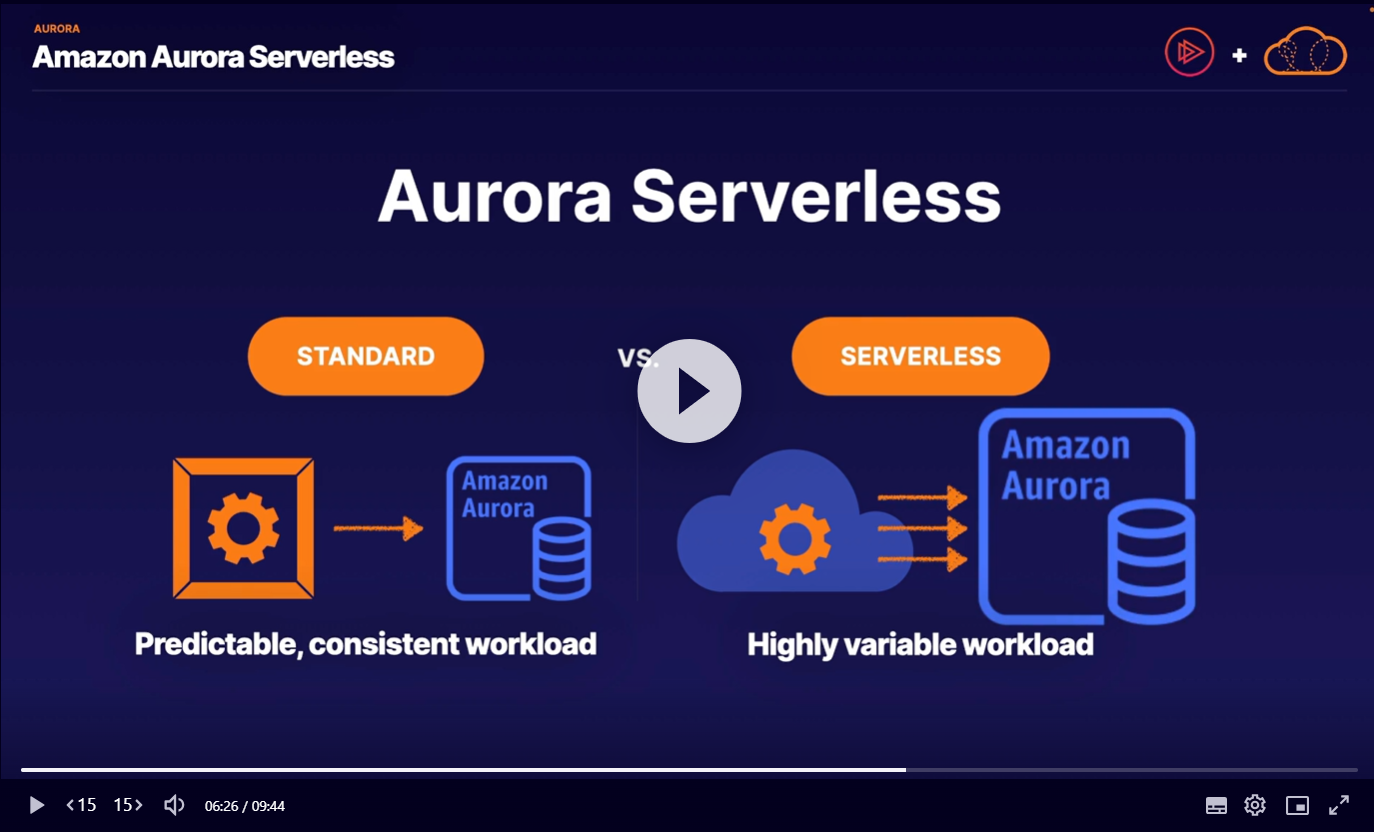 AURORA
Amazon Aurora Serverless
+
Aurora Serverless
STANDARD
VS.
SERVERLESS
Amazon
Aurora
Amazon
Aurora
Predictable, consistent workload
Highly variable workload
<15 15> 06:26 / 09:44